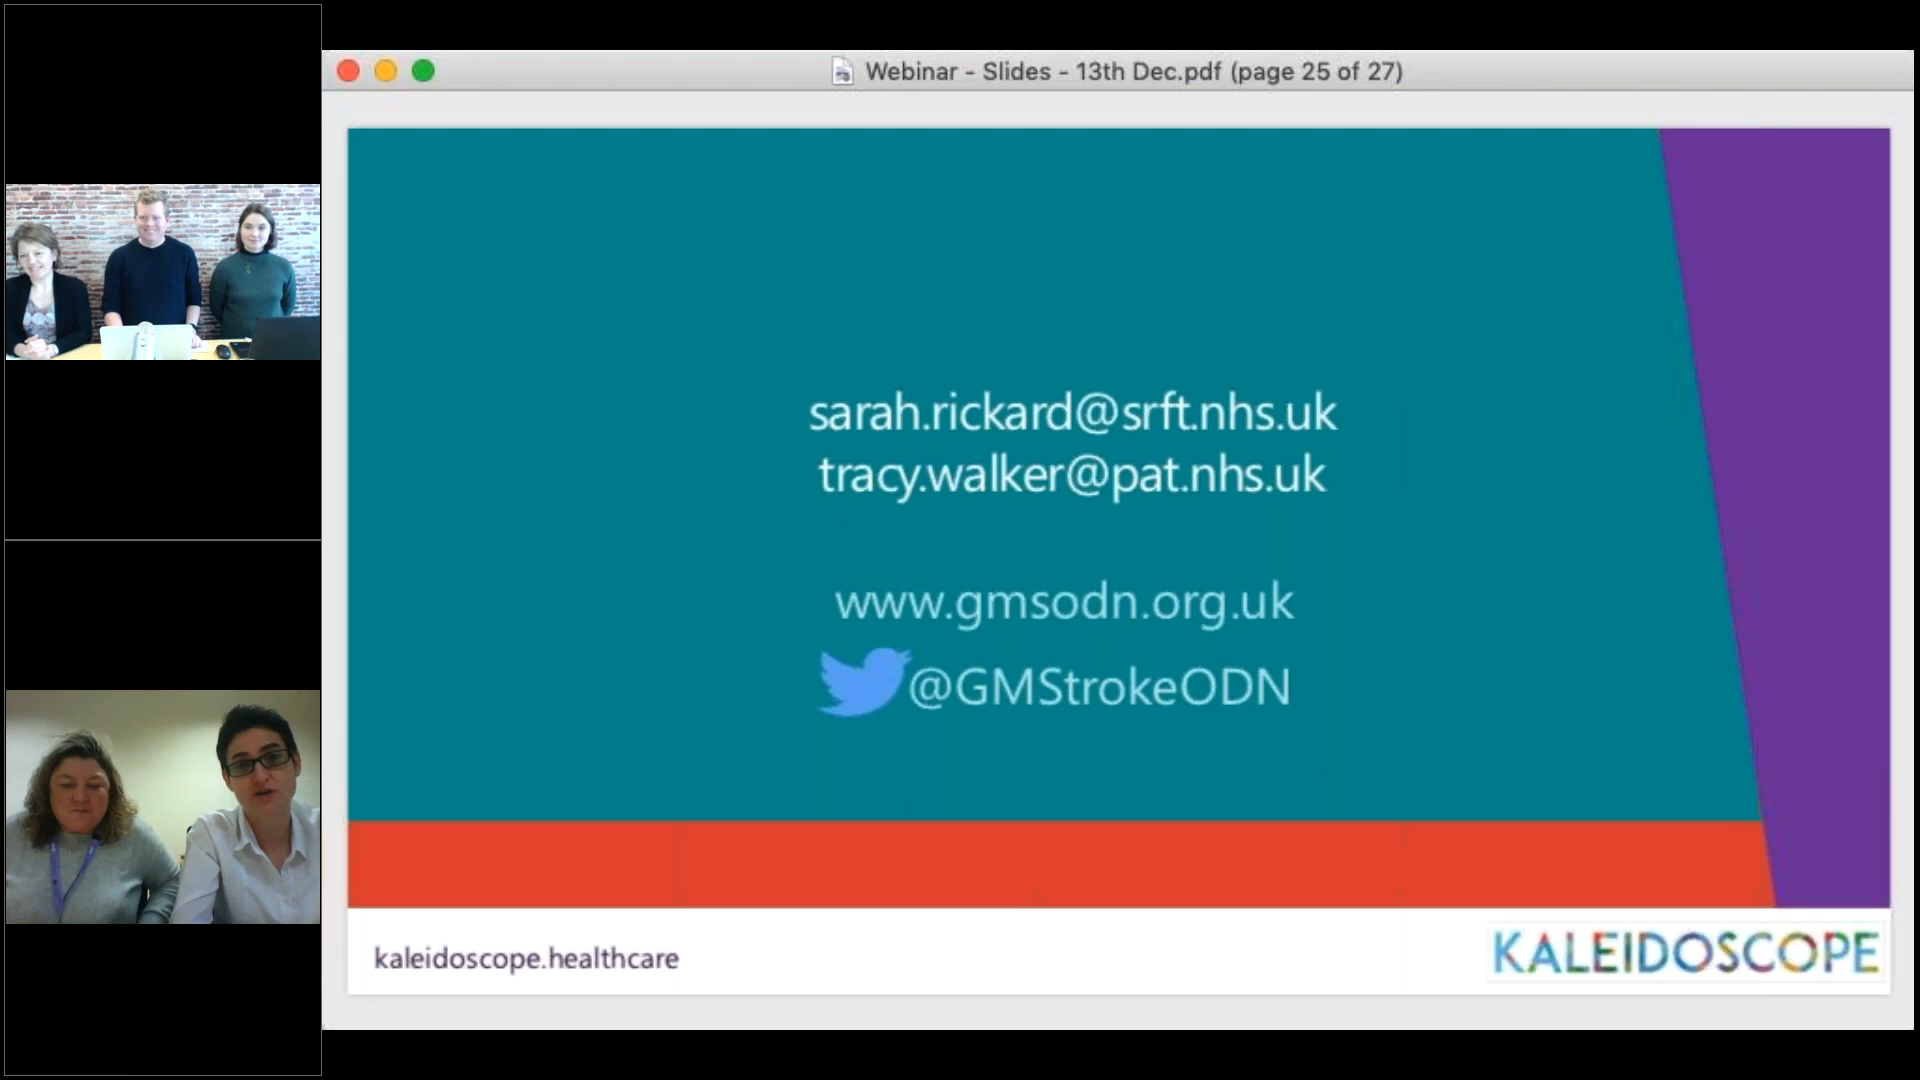 Webinar - Slides - 13th Dec.pdf (page 25 of 27)
sarah.rickard@srft.nhs.uk
tracy.walker@pat.nhs.uk
www.gmsodn.org.uk
@GMStrokeODN
kaleidoscope.healthcare
KALEIDOSCOPE